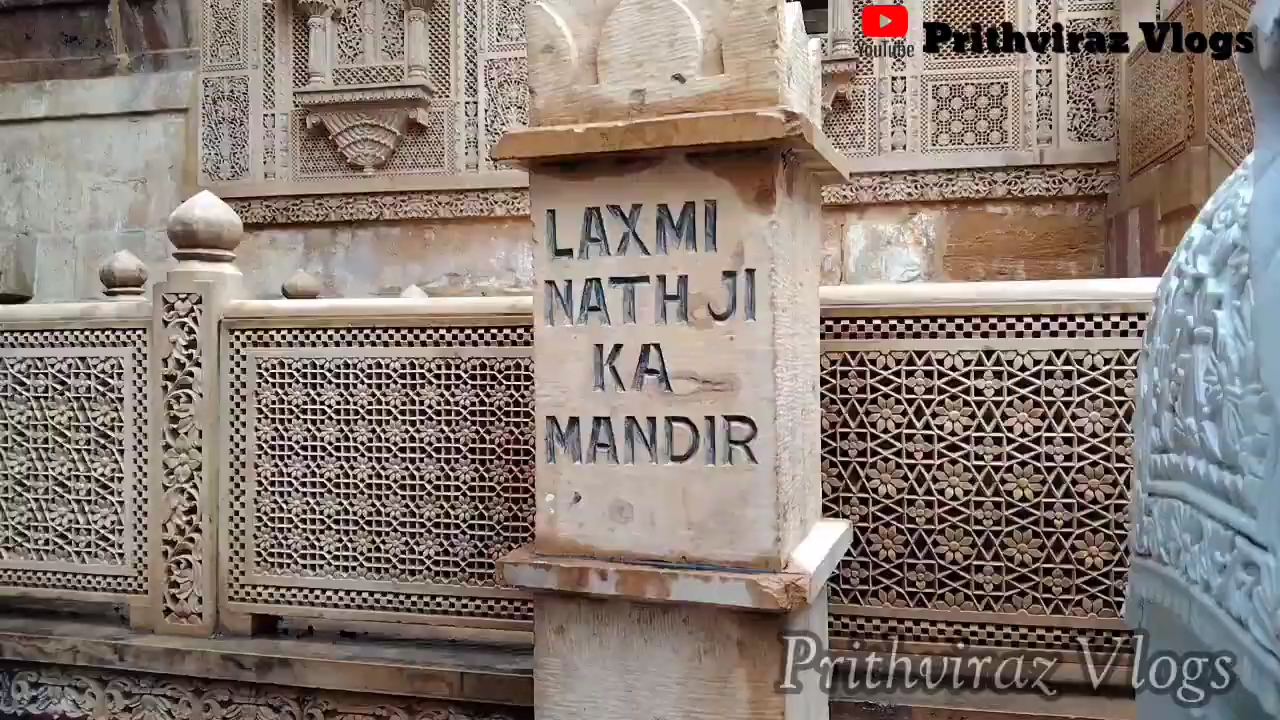 YouTube Prithviraz Vlogs
LAXMI
NATH JI
KA
MANDIR
Prithviraz Vlogs